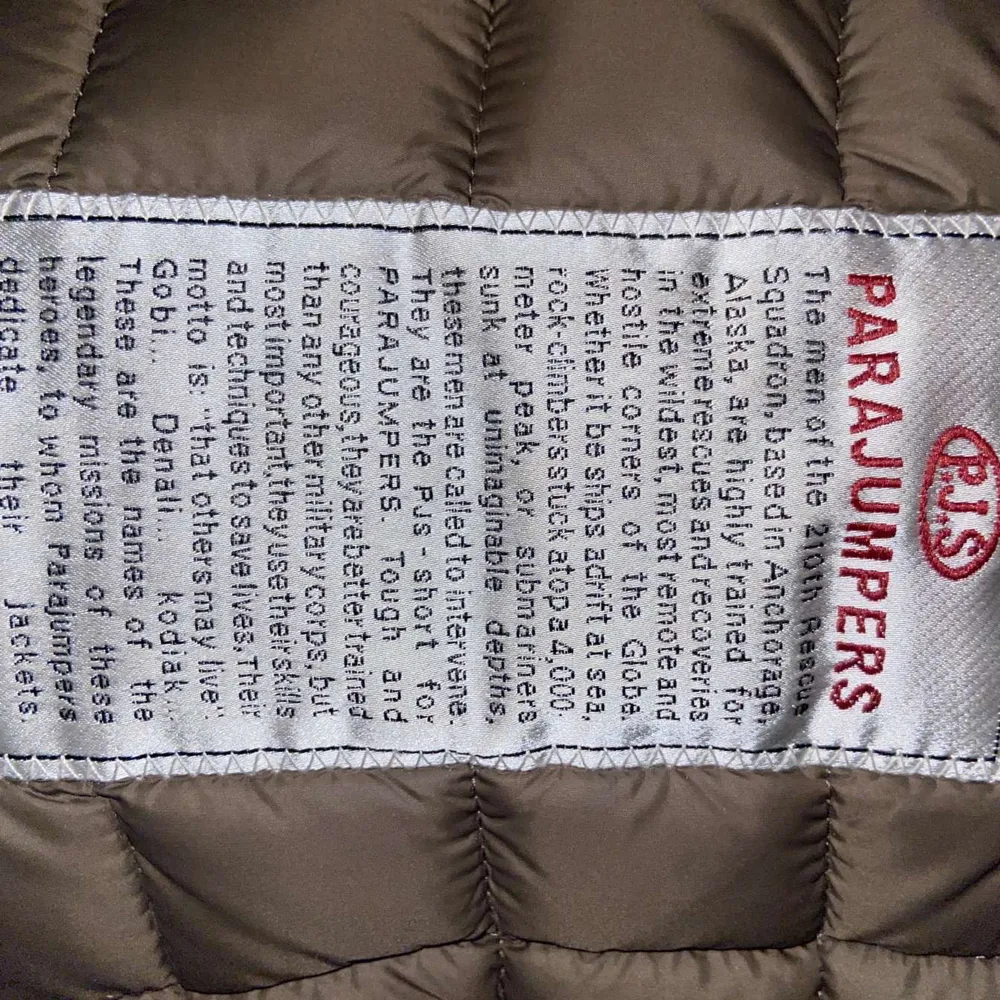 P.J.S
PARAJUMPERS
The men of the 210th Rescue
Squadron, based in Anchorage,
Alaska, are highly trained for
extreme rescues and recoveries
in the wildest, most remote and
hostile corners of the Globe.
Whether it be ships adrift at sea,
rock-climbers stuck atop a 4,000-
meter peak, or submariners
sunk at unimaginable depths,
these men are called to intervene.
They are the PJs - short for
PARAJUMPERS. Tough and
courageous, they are better trained
than any other military corps, but
most important, they use their skills
and techniques to save lives. Their
motto is: "that others may live".
Gobi... Denali... Kodiak...
These are the names of the
legendary missions of these
heroes, to whom Parajumpers
dedicate their jackets.